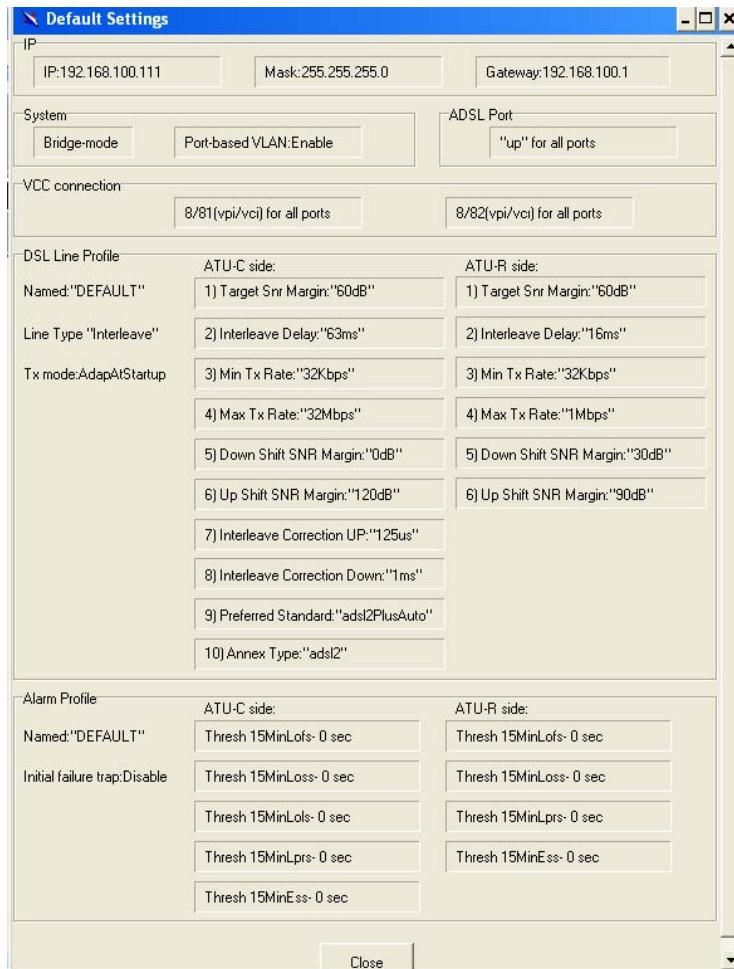 Default Settings
IP
IP:192.168.100.111 Mask:255.255.255.0 Gateway:192.168.100.1
System ADSL Port
Bridge-mode Port-based VLAN:Enable "up" for all ports
VCC connection
8/81(vpi/vci) for all ports 8/82(vpi/vci) for all ports
DSL Line Profile
ATU-C side: ATU-R side:
Named:"DEFAULT" 1) Target Snr Margin:"60dB" 1) Target Snr Margin:"60dB"
Line Type "Interleave" 2) Interleave Delay:"63ms" 2) Interleave Delay:"16ms"
Tx mode:AdapAtStartup 3) Min Tx Rate:"32Kbps" 3) Min Tx Rate:"32Kbps"
4) Max Tx Rate:"32Mbps" 4) Max Tx Rate:"1Mbps"
5) Down Shift SNR Margin:"0dB" 5) Down Shift SNR Margin:"30dB"
6) Up Shift SNR Margin:"120dB" 6) Up Shift SNR Margin:"90dB"
7) Interleave Correction UP:"125us"
8) Interleave Correction Down:"1ms"
9) Preferred Standard:"adsl2PlusAuto"
10) Annex Type:"adsl2"
Alarm Profile
ATU-C side: ATU-R side:
Named:"DEFAULT" Thresh 15MinLofs- 0 sec Thresh 15MinLofs- 0 sec
Initial failure trap:Disable Thresh 15MinLoss- 0 sec Thresh 15MinLoss- 0 sec
Thresh 15MinLols- 0 sec Thresh 15MinLprs- 0 sec
Thresh 15MinLprs- 0 sec Thresh 15MinEss- 0 sec
Thresh 15MinEss- 0 sec
Close